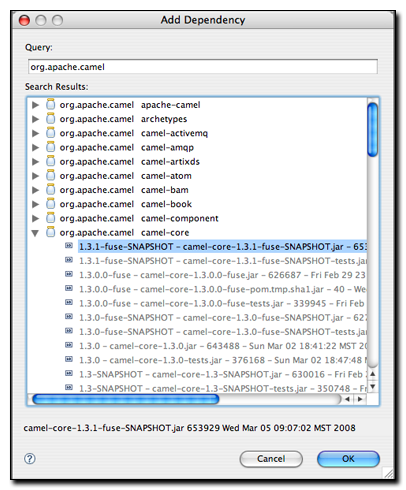 Add Dependency
Query:
org.apache.camel
Search Results:
org.apache.camel apache-camel
org.apache.camel archetypes
org.apache.camel camel-activemq
org.apache.camel camel-amqp
org.apache.camel camel-artixds
org.apache.camel camel-atom
org.apache.camel camel-bam
org.apache.camel camel-book
org.apache.camel camel-component
org.apache.camel camel-core
1.3.1-fuse-SNAPSHOT - camel-core-1.3.1-fuse-SNAPSHOT.jar - 653
1.3.1-fuse-SNAPSHOT - camel-core-1.3.1-fuse-SNAPSHOT-tests.ja
1.3.0.0-fuse - camel-core-1.3.0.0-fuse.jar - 626687 - Fri Feb 29 23
1.3.0.0-fuse - camel-core-1.3.0.0-fuse-pom.tmp.sha1.jar - 40 - We
1.3.0.0-fuse - camel-core-1.3.0.0-fuse-tests.jar - 339945 - Fri Feb
1.3.0-fuse-SNAPSHOT - camel-core-1.3.0-fuse-SNAPSHOT.jar - 627
1.3.0-fuse-SNAPSHOT - camel-core-1.3.0-fuse-SNAPSHOT-tests.ja
1.3.0 - camel-core-1.3.0.jar - 643488 - Sun Mar 02 18:41:22 MST 20
1.3.0 - camel-core-1.3.0-tests.jar - 376168 - Sun Mar 02 18:47:48 M
1.3-SNAPSHOT - camel-core-1.3-SNAPSHOT.jar - 630016 - Fri Feb 1
1.3-SNAPSHOT - camel-core-1.3-SNAPSHOT-tests.jar - 350748 - Fri
camel-core-1.3.1-fuse-SNAPSHOT.jar 653929 Wed Mar 05 09:07:02 MST 2008
? Cancel OK